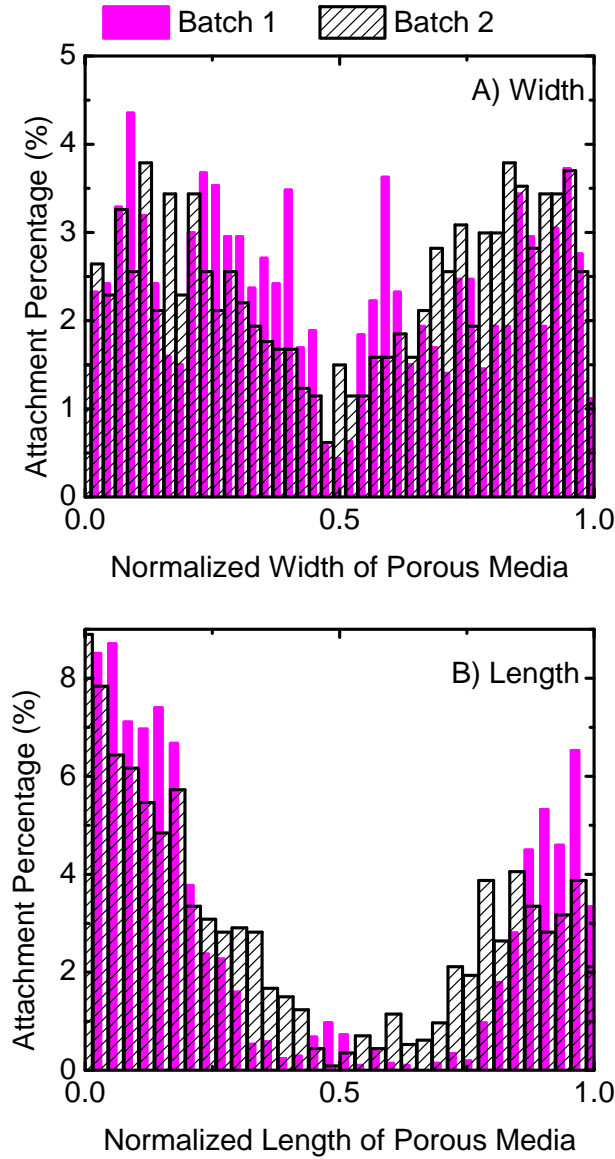 Batch 1 Batch 2
A) Width
Attachment Percentage (%)
5
4
3
2
1
0
0.0 0.5 1.0
Normalized Width of Porous Media
B) Length
Attachment Percentage (%)
8
6
4
2
0
0.0 0.5 1.0
Normalized Length of Porous Media